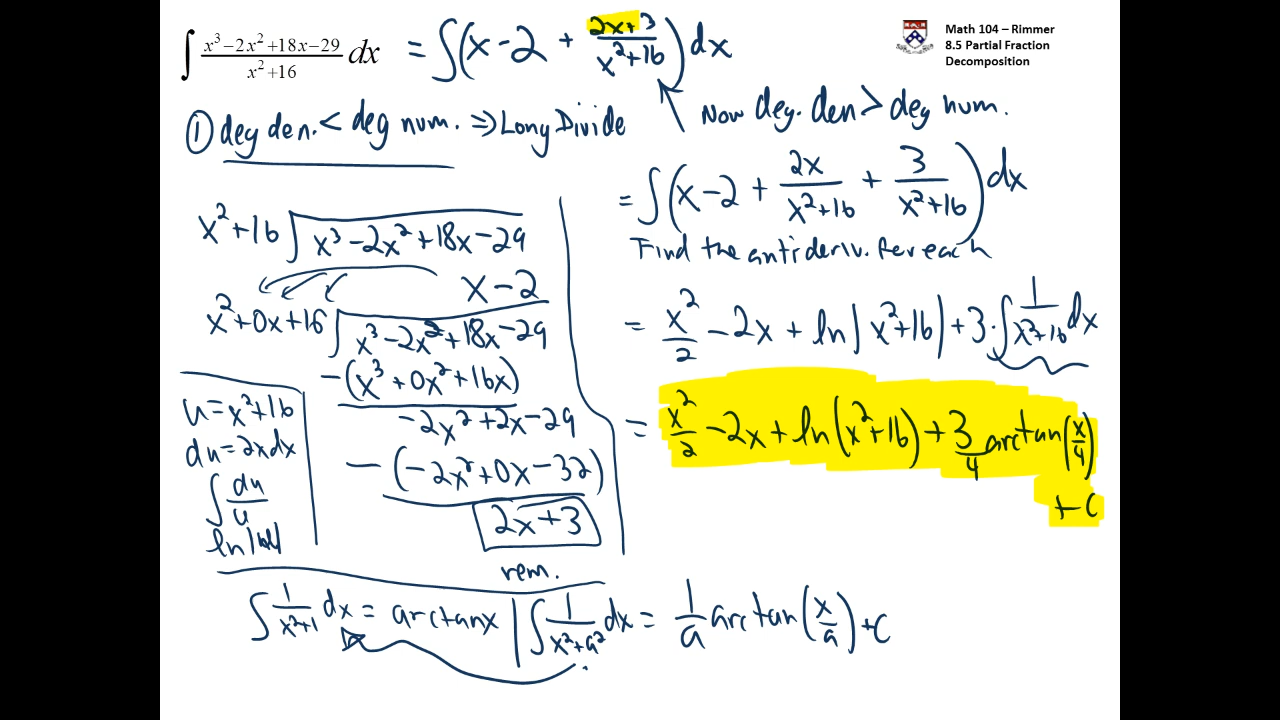 ∫ (x³−2x²+18x−29)/(x²+16) dx = ∫(x−2 + (2x+3)/(x²+16)) dx
Math 104 – Rimmer
8.5 Partial Fraction
Decomposition
① deg den. < deg num. ⇒ Long Divide
Now deg. den > deg num.
x²+16 ) x³−2x²+18x−29
x−2
x²+0x+16 ) x³−2x²+18x−29
−(x³+0x²+16x)
−2x²+2x−29
−(−2x²+0x−32)
2x+3
rem.
u=x²+16
du=2xdx
∫ du/u
ln|u|
= ∫(x−2 + 2x/(x²+16) + 3/(x²+16)) dx
Find the antideriv. for each
= x²/2 −2x + ln|x²+16| + 3·∫ 1/(x²+16) dx
= x²/2 −2x + ln(x²+16) + 3/4 arctan(x/4)
+C
∫ 1/(x²+1) dx = arctanx | ∫ 1/(x²+a²) dx = 1/a arctan(x/a) +C